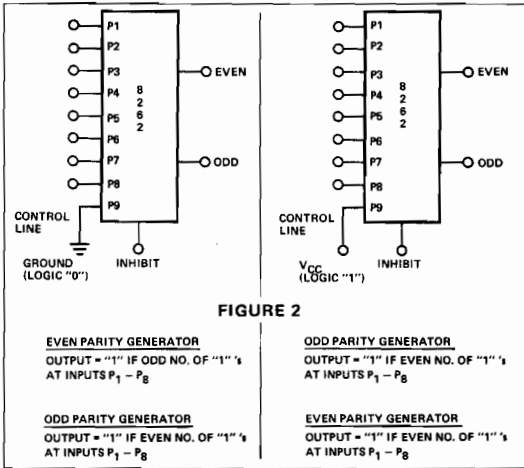 P1
P2
P3
P4
P5
P6
P7
P8
P9
8
2
6
2
EVEN
ODD
CONTROL
LINE
GROUND
(LOGIC "0")
INHIBIT
P1
P2
P3
P4
P5
P6
P7
P8
P9
8
2
6
2
EVEN
ODD
CONTROL
LINE
VCC
(LOGIC "1")
INHIBIT
FIGURE 2
EVEN PARITY GENERATOR
OUTPUT = "1" IF ODD NO. OF "1" 's
AT INPUTS P1 – P8
ODD PARITY GENERATOR
OUTPUT = "1" IF EVEN NO. OF "1" 's
AT INPUTS P1 – P8
ODD PARITY GENERATOR
OUTPUT = "1" IF EVEN NO. OF "1" 's
AT INPUTS P1 – P8
EVEN PARITY GENERATOR
OUTPUT = "1" IF EVEN NO. OF "1" 's
AT INPUTS P1 – P8